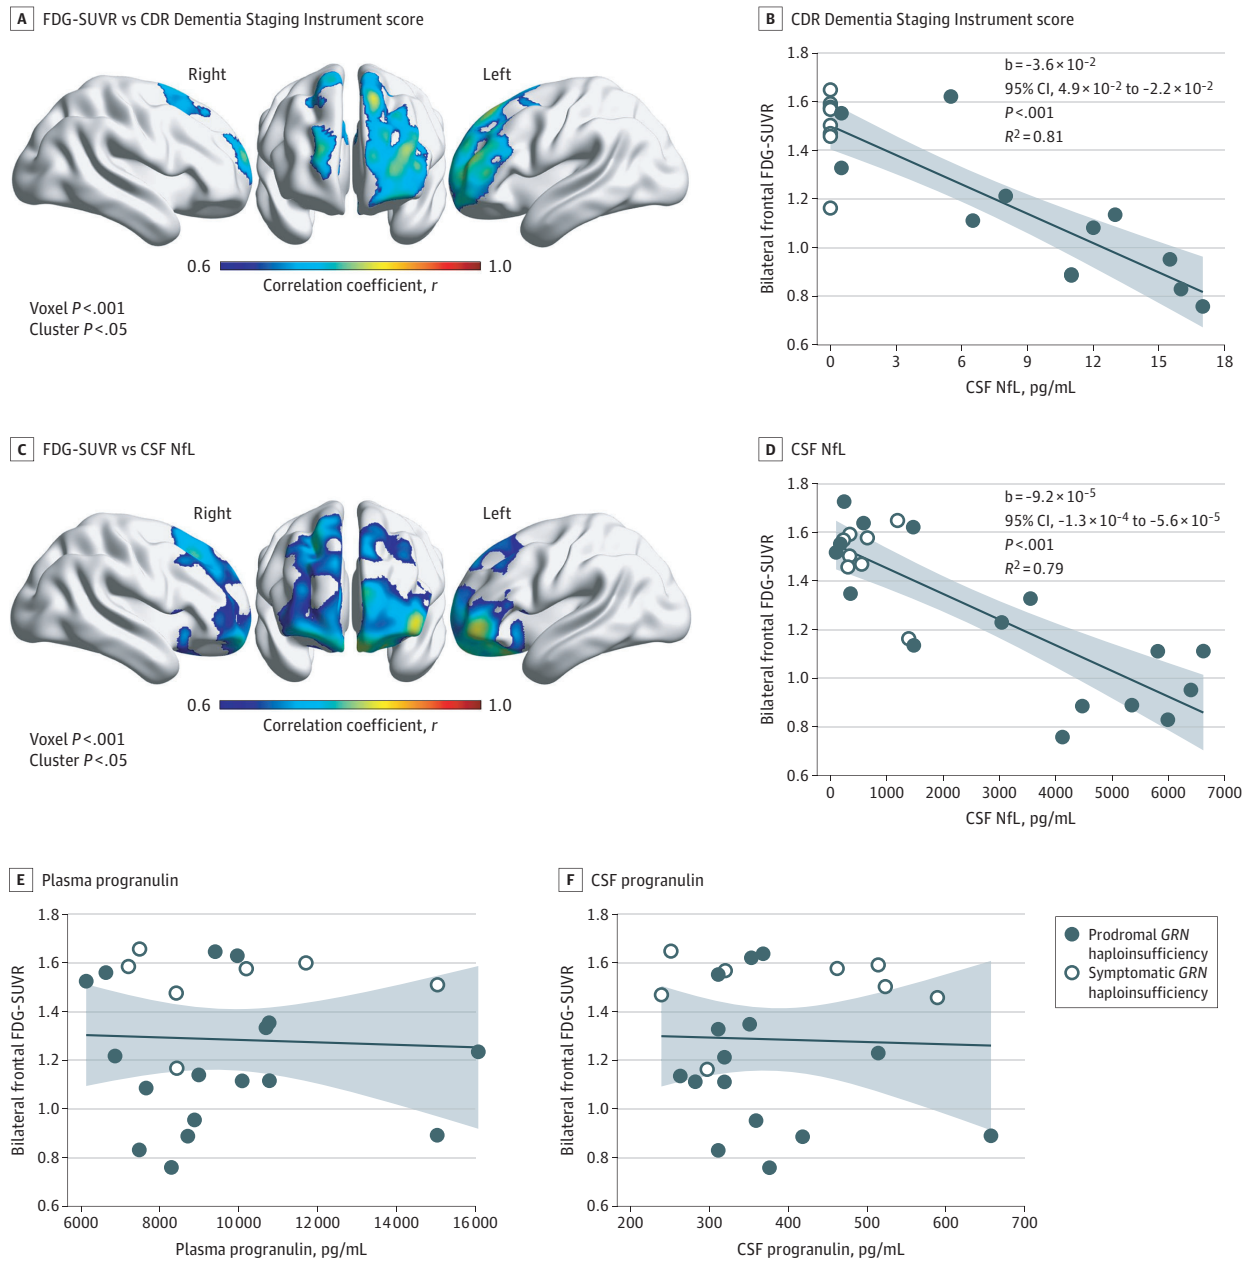 A FDG-SUVR vs CDR Dementia Staging Instrument score
Right
Left
0.6
1.0
Correlation coefficient, r
Voxel P<.001
Cluster P<.05
B CDR Dementia Staging Instrument score
Bilateral frontal FDG-SUVR
1.8
1.6
1.4
1.2
1.0
0.8
0.6
b = –3.6 × 10-2
95% CI, 4.9 × 10-2 to –2.2 × 10-2
P<.001
R2 = 0.81
0 3 6 9 12 15 18
CSF NfL, pg/mL
C FDG-SUVR vs CSF NfL
Right
Left
0.6
1.0
Correlation coefficient, r
Voxel P<.001
Cluster P<.05
D CSF NfL
Bilateral frontal FDG-SUVR
1.8
1.6
1.4
1.2
1.0
0.8
0.6
b = –9.2 × 10-5
95% CI, –1.3 × 10-4 to –5.6 × 10-5
P<.001
R2 = 0.79
0 1000 2000 3000 4000 5000 6000 7000
CSF NfL, pg/mL
E Plasma progranulin
Bilateral frontal FDG-SUVR
1.8
1.6
1.4
1.2
1.0
0.8
0.6
6000 8000 10000 12000 14000 16000
Plasma progranulin, pg/mL
F CSF progranulin
Bilateral frontal FDG-SUVR
1.8
1.6
1.4
1.2
1.0
0.8
0.6
200 300 400 500 600 700
CSF progranulin, pg/mL
Prodromal GRN
haploinsufficiency
Symptomatic GRN
haploinsufficiency